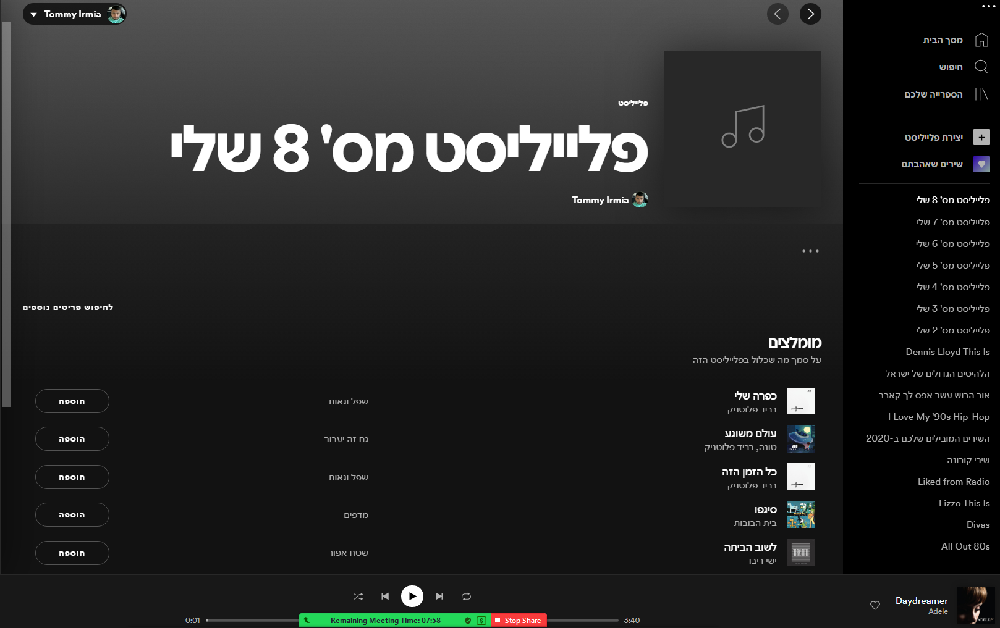 Tommy Irmia
מסך הבית
חיפוש
הספרייה שלכם
יצירת פלייליסט
שירים שאהבתם
פלייליסט מס' 8 שלי
פלייליסט מס' 7 שלי
פלייליסט מס' 6 שלי
פלייליסט מס' 5 שלי
פלייליסט מס' 4 שלי
פלייליסט מס' 3 שלי
פלייליסט מס' 2 שלי
Dennis Lloyd This Is
הלהיטים הגדולים של ישראל
אור הרוש עשר אפס לך קאבר
I Love My '90s Hip-Hop
השירים המובילים שלכם ב-2020
שירי קורונה
Liked from Radio
Lizzo This Is
Divas
All Out 80s
פלייליסט
פלייליסט מס' 8 שלי
Tommy Irmia
לחיפוש פריטים נוספים
מומלצים
על סמך מה שכלול בפלייליסט הזה
כפרה שלי
רביד פלוטניק
שפל וגאות
הוספה
עולם משוגע
טונה, רביד פלוטניק
גם זה יעבור
הוספה
כל הזמן הזה
רביד פלוטניק
שפל וגאות
הוספה
סיגפו
בית הבובות
מדפים
הוספה
לשוב הביתה
ישי ריבו
שטח אפור
הוספה
Daydreamer
Adele
ADELE
0:01
3:40
Remaining Meeting Time: 07:58
Stop Share